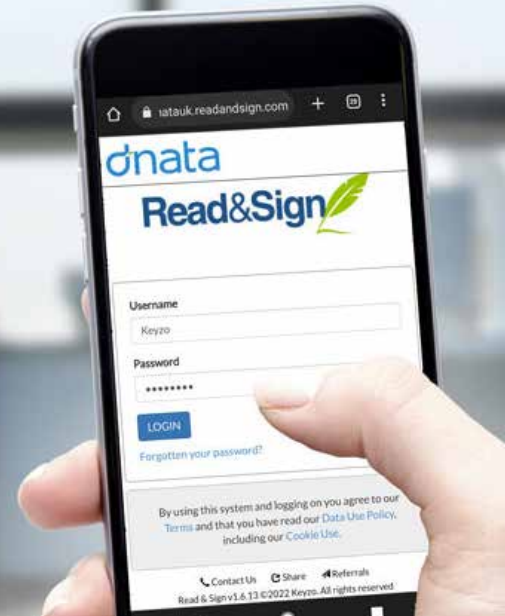 atauk.readandsign.com
dnata
Read&Sign
Username
Keyzo
Password
••••••••
LOGIN
Forgotten your password?
By using this system and logging on you agree to our
Terms and that you have read our Data Use Policy,
including our Cookie Use.
Contact Us Share Referrals
Read & Sign v1.6.13 ©2022 Keyzo. All rights reserved